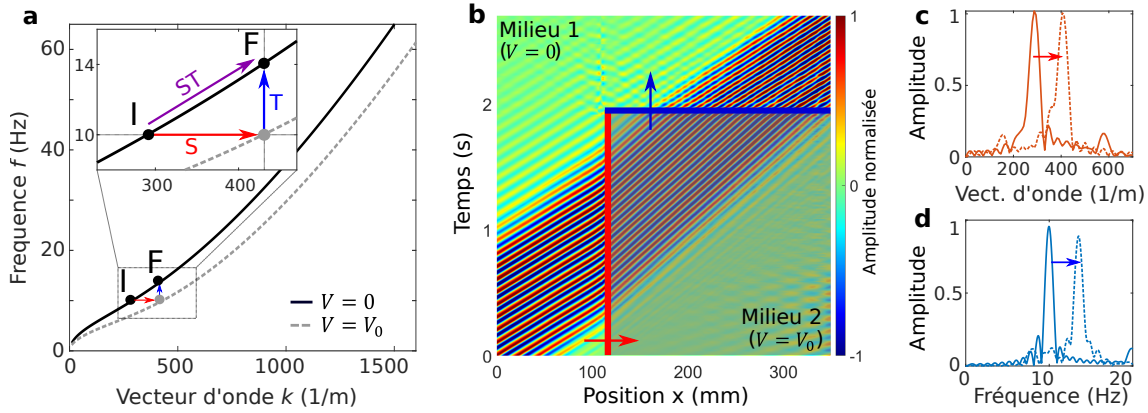 a
Frequence f (Hz)
60
40
20
0
0
500
1000
1500
Vecteur d'onde k (1/m)
14
10
300
400
I
F
ST
S
T
I
F
V = 0
V = V₀
b
Milieu 1
(V = 0)
Milieu 2
(V = V₀)
Temps (s)
2
1
0
0
100
200
300
Position x (mm)
1
0
-1
Amplitude normalisée
c
Amplitude
1
0.5
0
200
400
600
Vect. d'onde (1/m)
d
Amplitude
1
0.5
0
0
10
20
Fréquence (Hz)